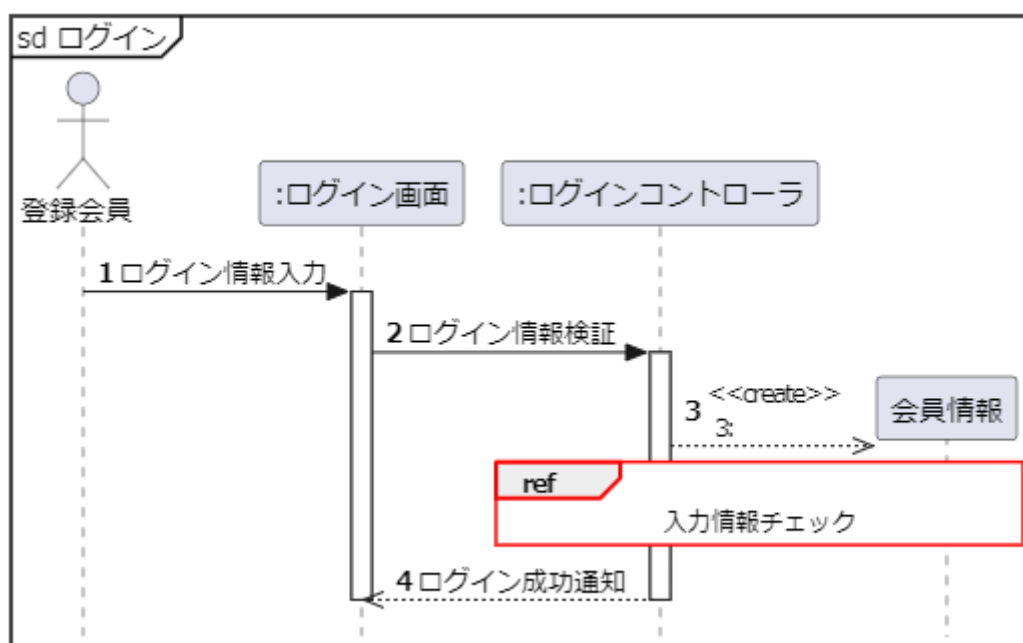 sd ログイン
登録会員
:ログイン画面
:ログインコントローラ
1 ログイン情報入力
2 ログイン情報検証
3 <<create>>
3:
会員情報
ref
入力情報チェック
4 ログイン成功通知